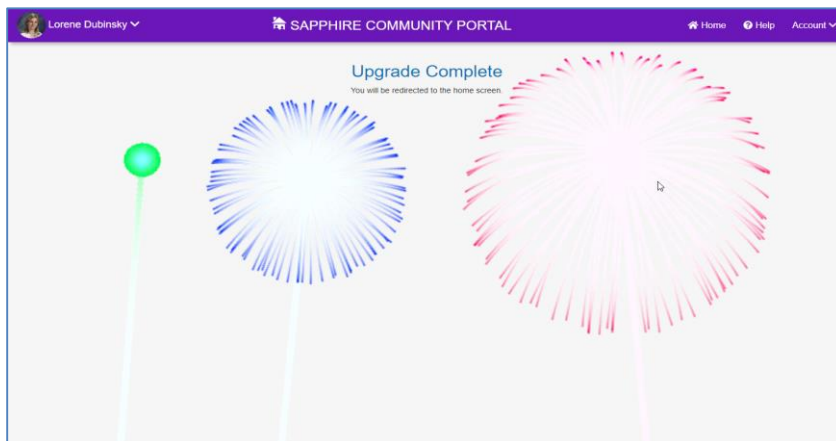 Lorene Dubinsky
SAPPHIRE COMMUNITY PORTAL
Home
Help
Account
Upgrade Complete
You will be redirected to the home screen.